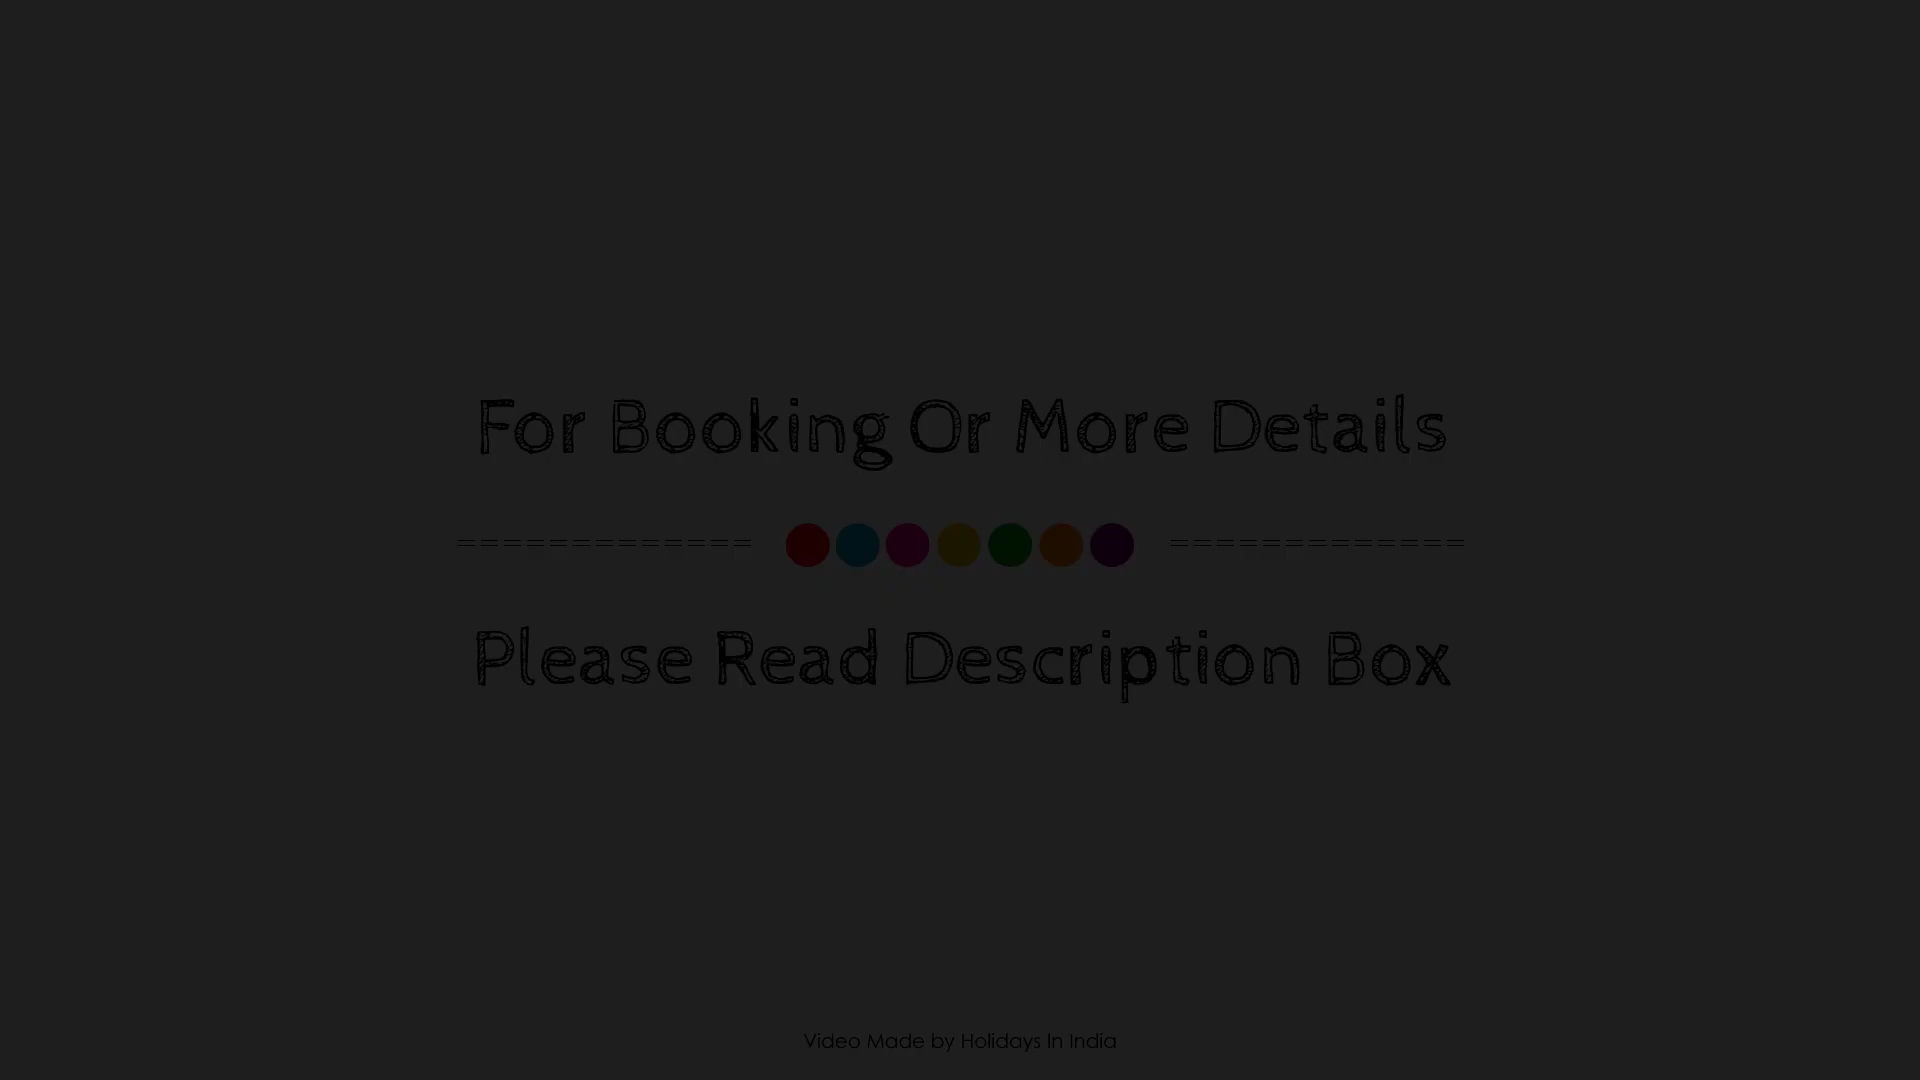 For Booking Or More Details
============= =============
Please Read Description Box
Video Made by Holidays In India